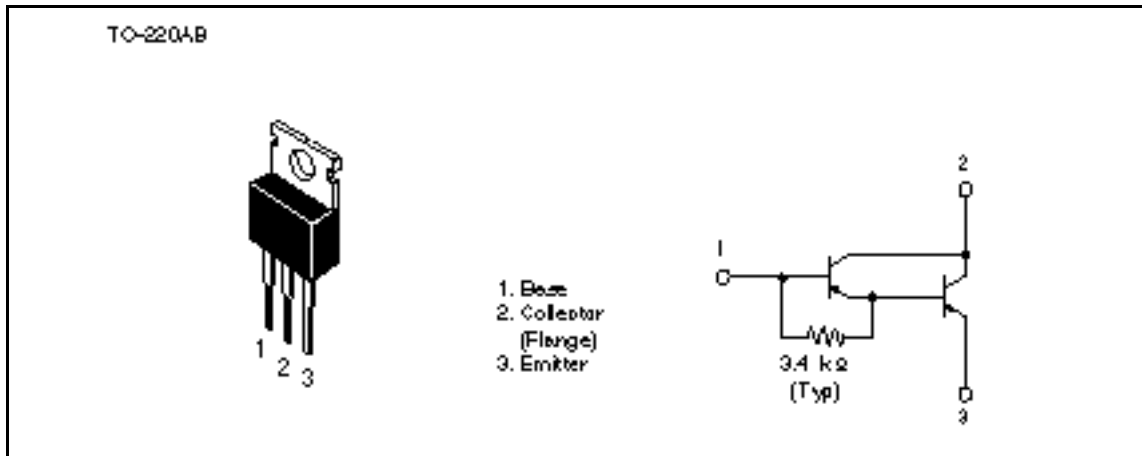 TO-220AB
1
2
3
1. Base
2. Collector
(Flange)
3. Emitter
2
1
3.4 kΩ
(Typ)
3